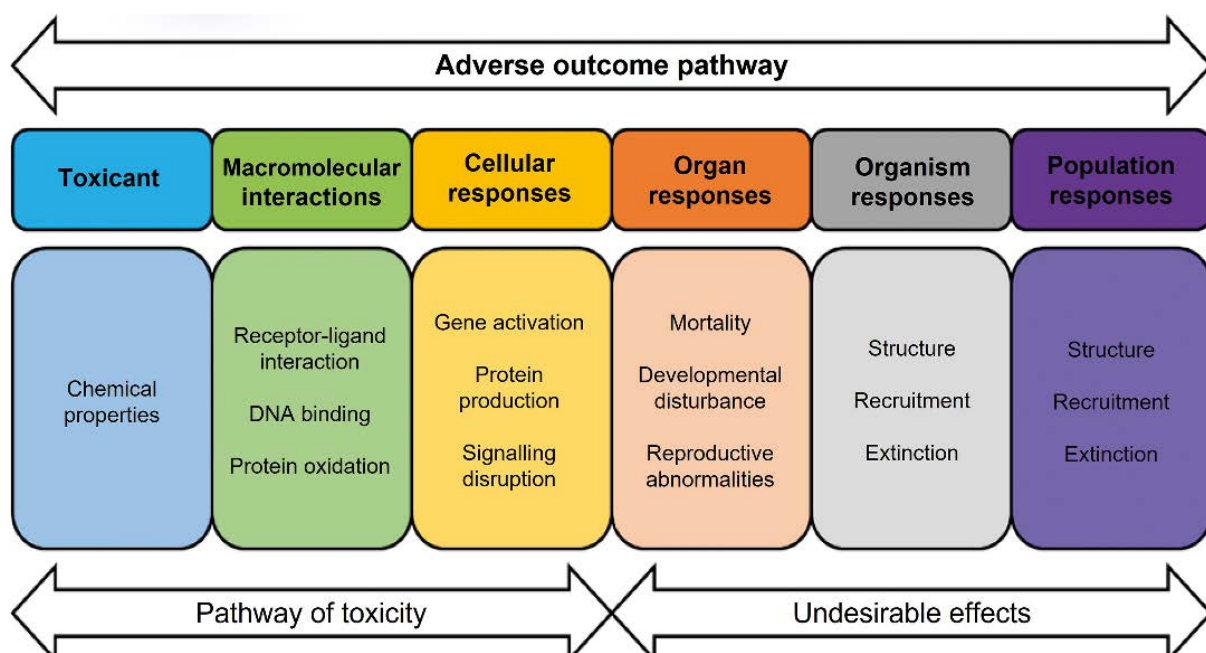 Adverse outcome pathway
Toxicant
Macromolecular
interactions
Cellular
responses
Organ
responses
Organism
responses
Population
responses
Chemical
properties
Receptor-ligand
interaction
DNA binding
Protein oxidation
Gene activation
Protein
production
Signalling
disruption
Mortality
Developmental
disturbance
Reproductive
abnormalities
Structure
Recruitment
Extinction
Structure
Recruitment
Extinction
Pathway of toxicity
Undesirable effects